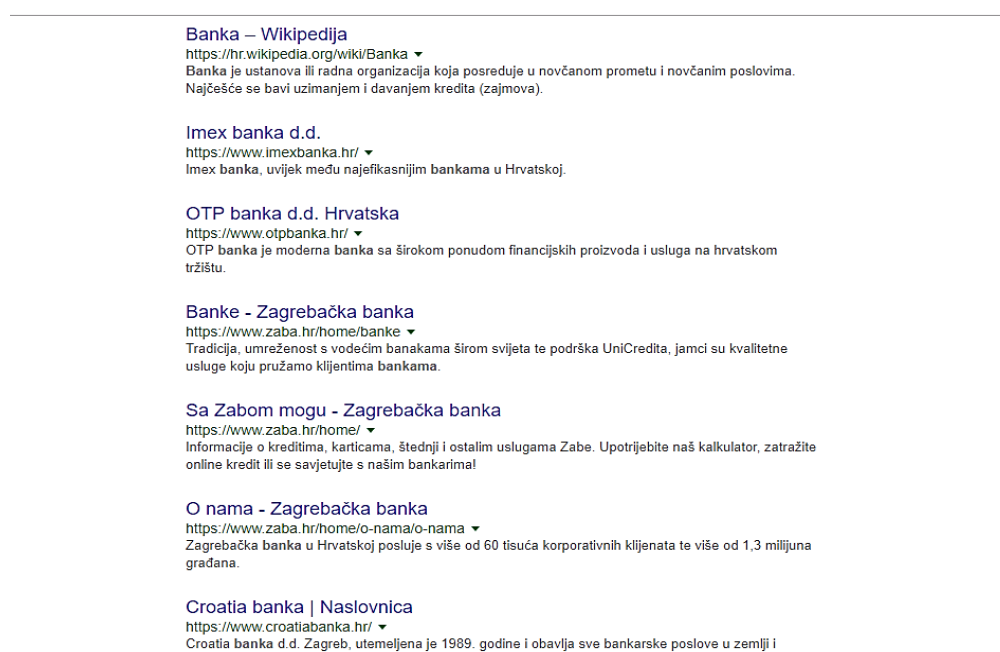 Banka – Wikipedija
https://hr.wikipedia.org/wiki/Banka
Banka je ustanova ili radna organizacija koja posreduje u novčanom prometu i novčanim poslovima.
Najčešće se bavi uzimanjem i davanjem kredita (zajmova).
Imex banka d.d.
https://www.imexbanka.hr/
Imex banka, uvijek među najefikasnijim bankama u Hrvatskoj.
OTP banka d.d. Hrvatska
https://www.otpbanka.hr/
OTP banka je moderna banka sa širokom ponudom financijskih proizvoda i usluga na hrvatskom
tržištu.
Banke - Zagrebačka banka
https://www.zaba.hr/home/banke
Tradicija, umreženost s vodećim banakama širom svijeta te podrška UniCredita, jamci su kvalitetne
usluge koju pružamo klijentima bankama.
Sa Zabom mogu - Zagrebačka banka
https://www.zaba.hr/home/
Informacije o kreditima, karticama, štednji i ostalim uslugama Zabe. Upotrijebite naš kalkulator, zatražite
online kredit ili se savjetujte s našim bankarima!
O nama - Zagrebačka banka
https://www.zaba.hr/home/o-nama/o-nama
Zagrebačka banka u Hrvatskoj posluje s više od 60 tisuća korporativnih klijenata te više od 1,3 milijuna
građana.
Croatia banka | Naslovnica
https://www.croatiabanka.hr/
Croatia banka d.d. Zagreb, utemeljena je 1989. godine i obavlja sve bankarske poslove u zemlji i